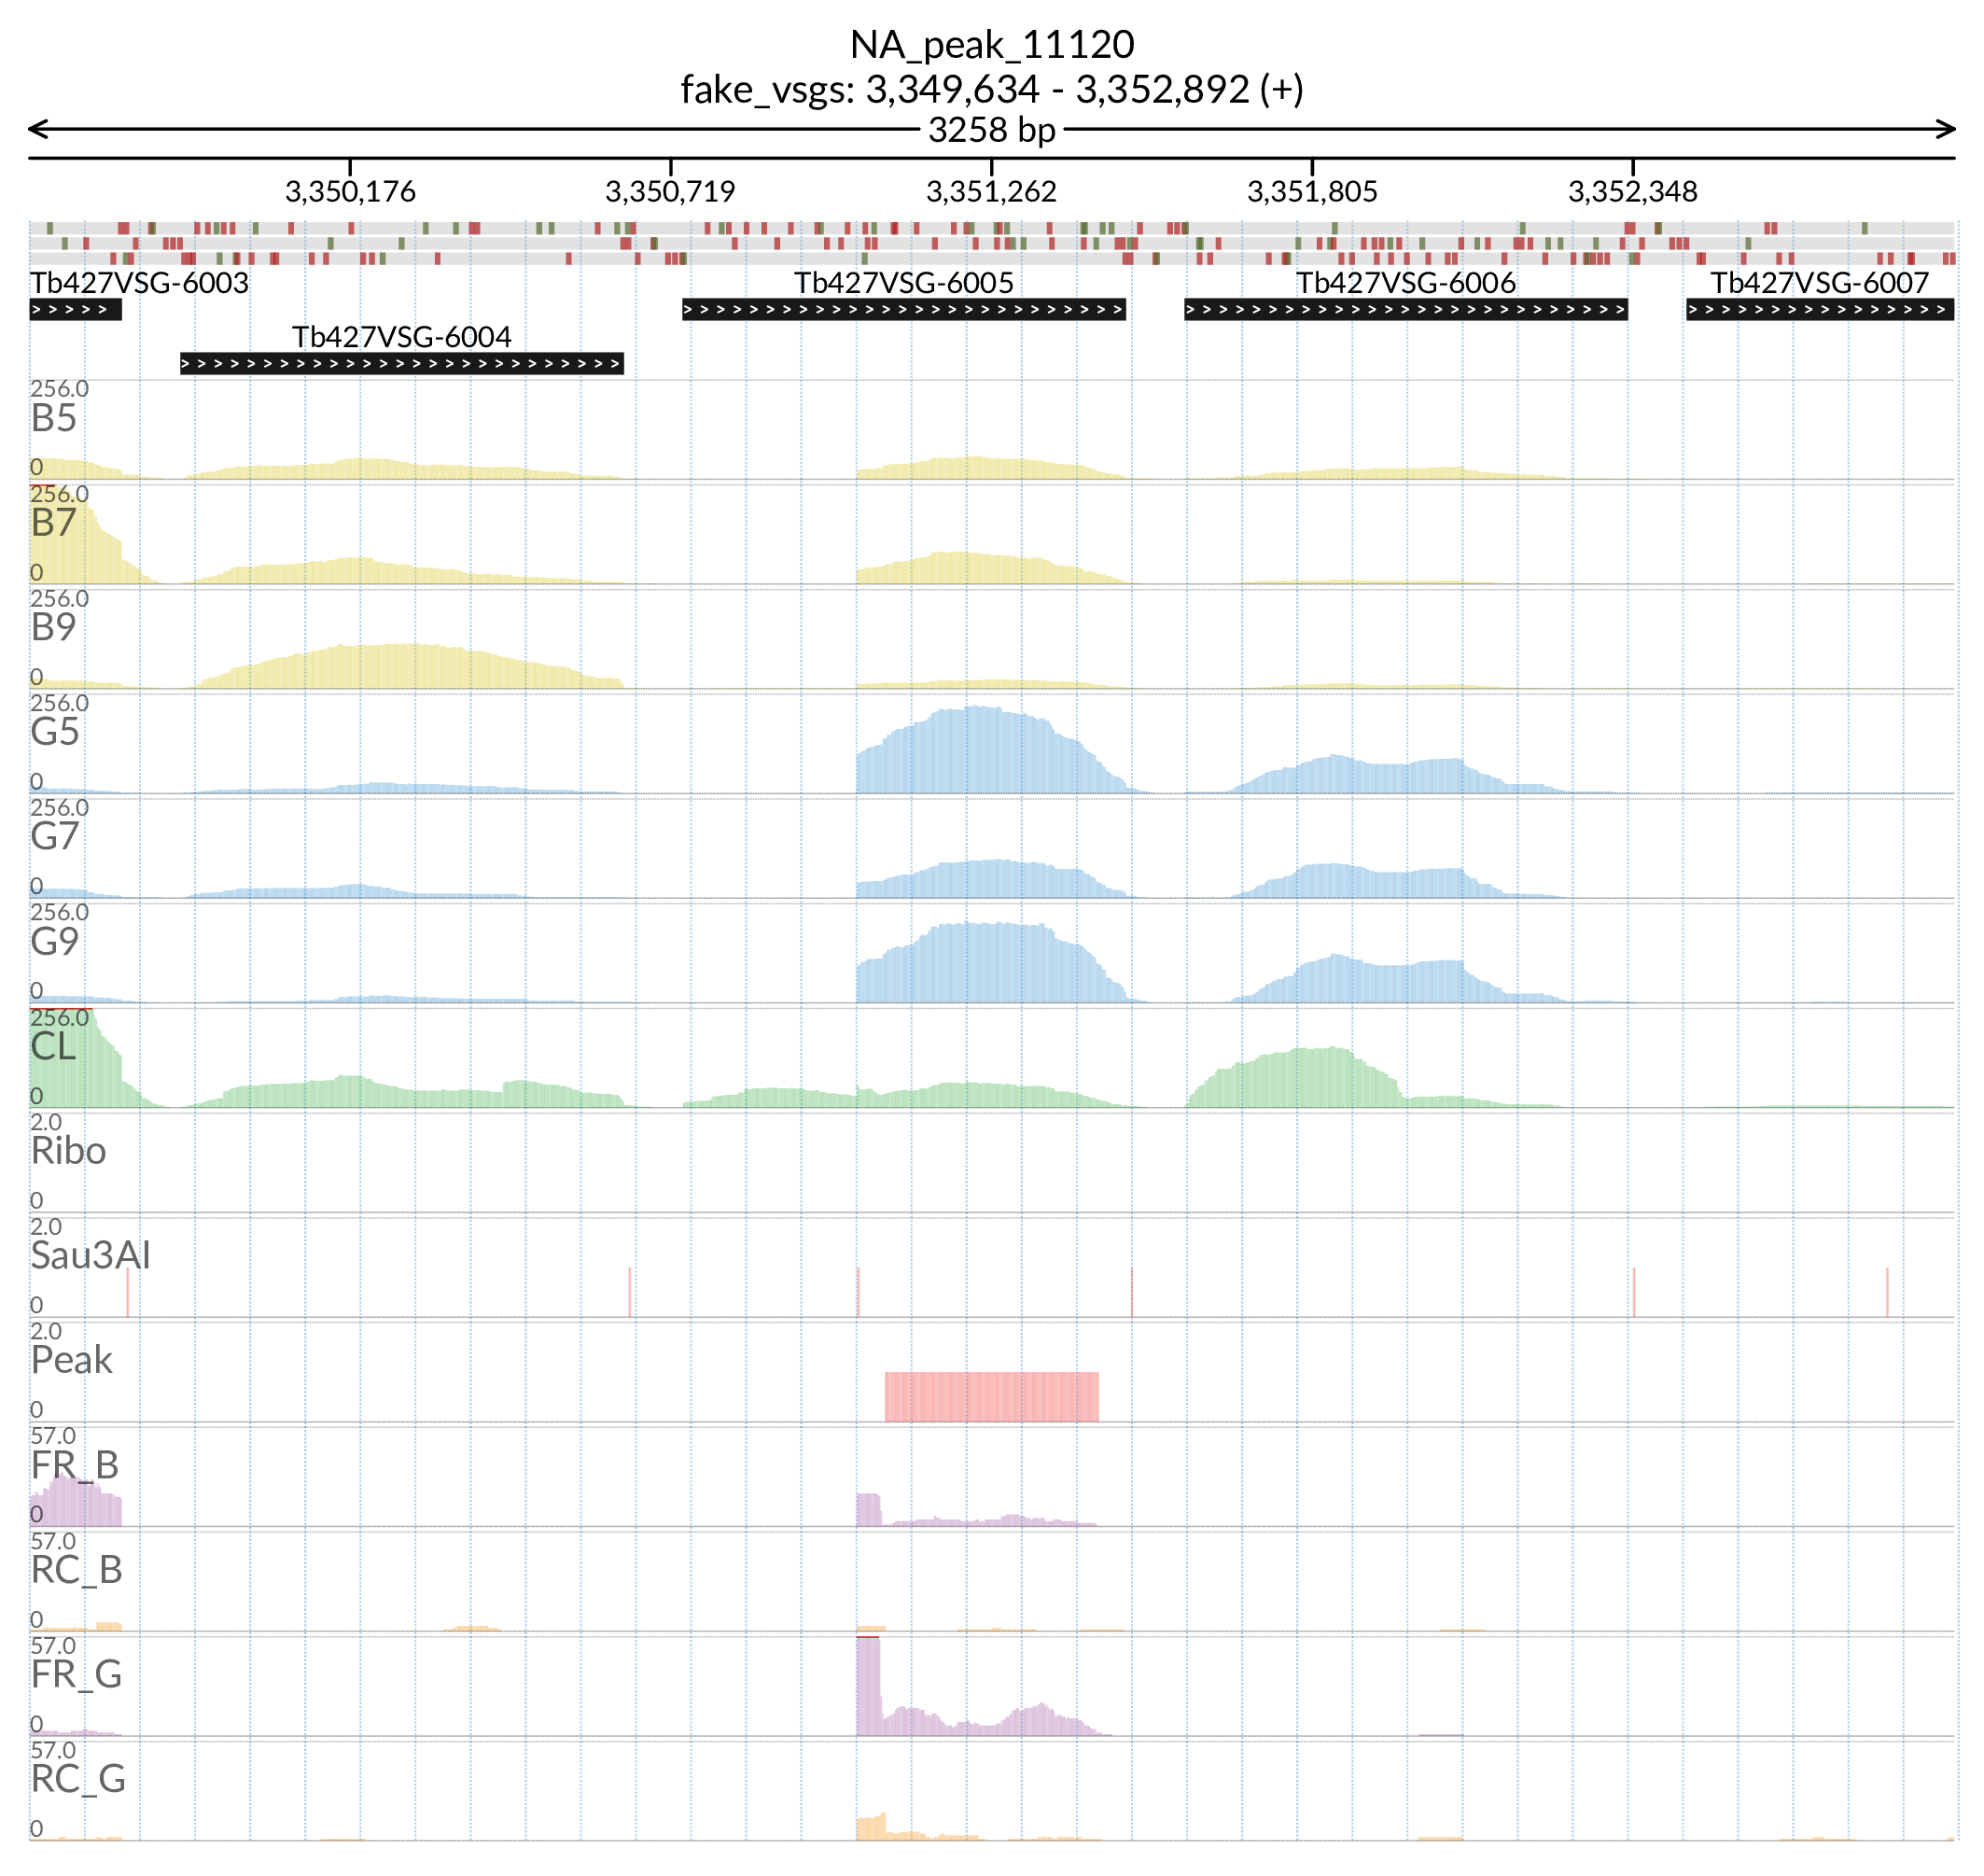 NA_peak_11120
fake_vsgs: 3,349,634 - 3,352,892 (+)
3258 bp
3,350,176 3,350,719 3,351,262 3,351,805 3,352,348
Tb427VSG-6003 Tb427VSG-6005 Tb427VSG-6006 Tb427VSG-6007
Tb427VSG-6004
256.0
B5
0
256.0
B7
0
256.0
B9
0
256.0
G5
0
256.0
G7
0
256.0
G9
0
256.0
CL
0
2.0
Ribo
0
2.0
Sau3AI
0
2.0
Peak
0
57.0
FR_B
0
57.0
RC_B
0
57.0
FR_G
0
57.0
RC_G
0